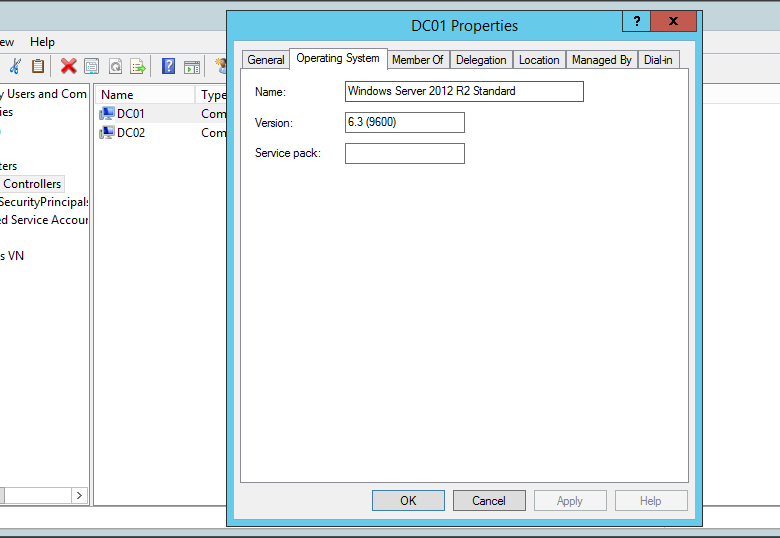 DC01 Properties
? x
ew Help
General Operating System Member Of Delegation Location Managed By Dial-in
Name: Windows Server 2012 R2 Standard
Version: 6.3 (9600)
Service pack:
y Users and Com
ies
ters
Controllers
SecurityPrincipals
ed Service Accour
s VN
Name Type
DC01 Com
DC02 Com
OK Cancel Apply Help